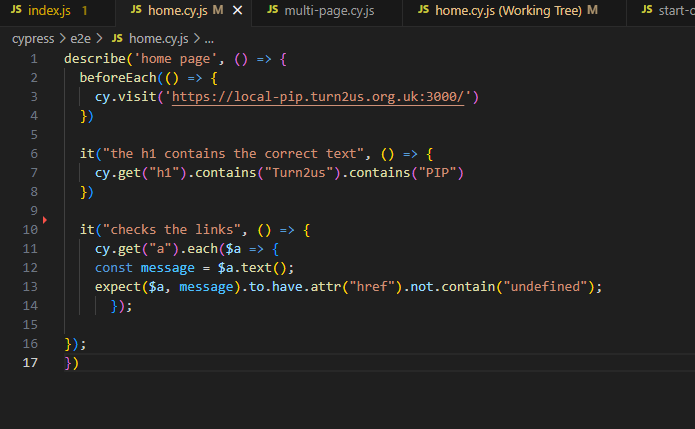 JS index.js 1 JS home.cy.js M X JS multi-page.cy.js JS home.cy.js (Working Tree) M JS start-c
cypress > e2e > JS home.cy.js > ...
1 describe('home page', () => {
2 beforeEach(() => {
3 cy.visit('https://local-pip.turn2us.org.uk:3000/')
4 })
5
6 it("the h1 contains the correct text", () => {
7 cy.get("h1").contains("Turn2us").contains("PIP")
8 })
9
10 it("checks the links", () => {
11 cy.get("a").each($a => {
12 const message = $a.text();
13 expect($a, message).to.have.attr("href").not.contain("undefined");
14 });
15
16 });
17 })